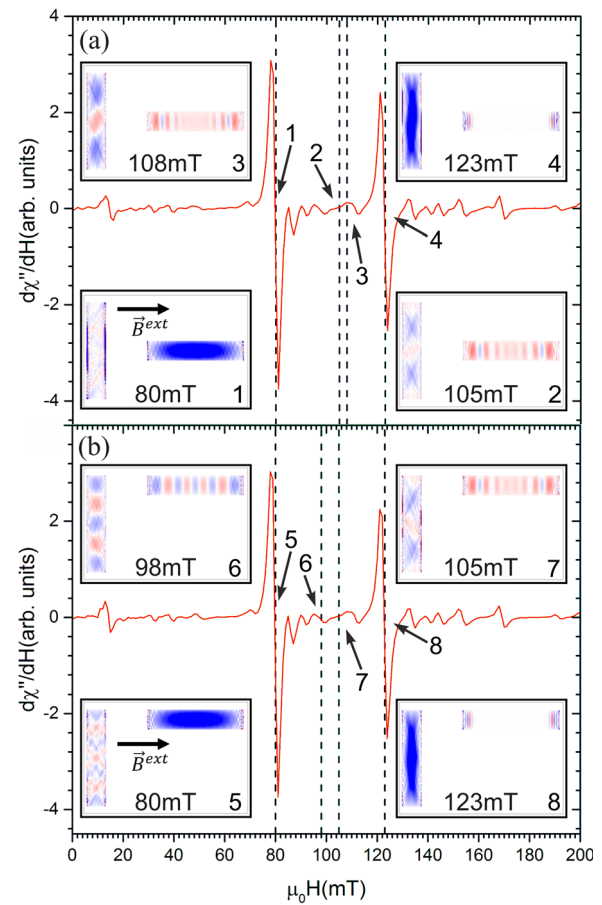 (a)
4
2
0
-2
-4
dχ''/dH(arb. units)
108mT 3
123mT 4
1
2
3
4
B⃗ext
80mT 1
105mT 2
(b)
2
0
-2
-4
dχ''/dH(arb. units)
98mT 6
105mT 7
5
6
7
8
B⃗ext
80mT 5
123mT 8
0 20 40 60 80 100 120 140 160 180 200
μ₀H(mT)